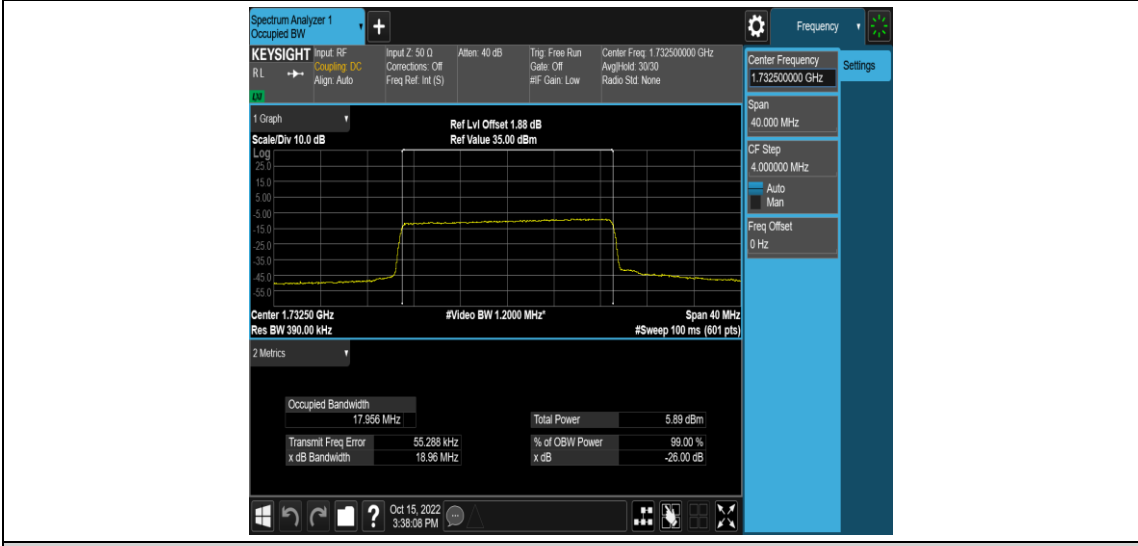 Spectrum Analyzer 1
Occupied BW
+
Frequency
KEYSIGHT Input: RF Input Z: 50 Ω Atten: 40 dB Trig: Free Run Center Freq: 1.732500000 GHz
RL Coupling: DC Corrections: Off Gate: Off Avg|Hold: 30/30
Align: Auto Freq Ref: Int (S) #IF Gain: Low Radio Std: None
LXI
Center Frequency
1.732500000 GHz
Settings
Span
40.000 MHz
CF Step
4.000000 MHz
Auto
Man
Freq Offset
0 Hz
1 Graph
Ref Lvl Offset 1.88 dB
Scale/Div 10.0 dB Ref Value 35.00 dBm
Log
25.0
15.0
5.00
-5.00
-15.0
-25.0
-35.0
-45.0
-55.0
Center 1.73250 GHz #Video BW 1.2000 MHz* Span 40 MHz
Res BW 390.00 kHz #Sweep 100 ms (601 pts)
2 Metrics
Occupied Bandwidth
17.956 MHz Total Power 5.89 dBm
Transmit Freq Error 55.288 kHz % of OBW Power 99.00 %
x dB Bandwidth 18.96 MHz x dB -26.00 dB
? Oct 15, 2022
3:38:08 PM